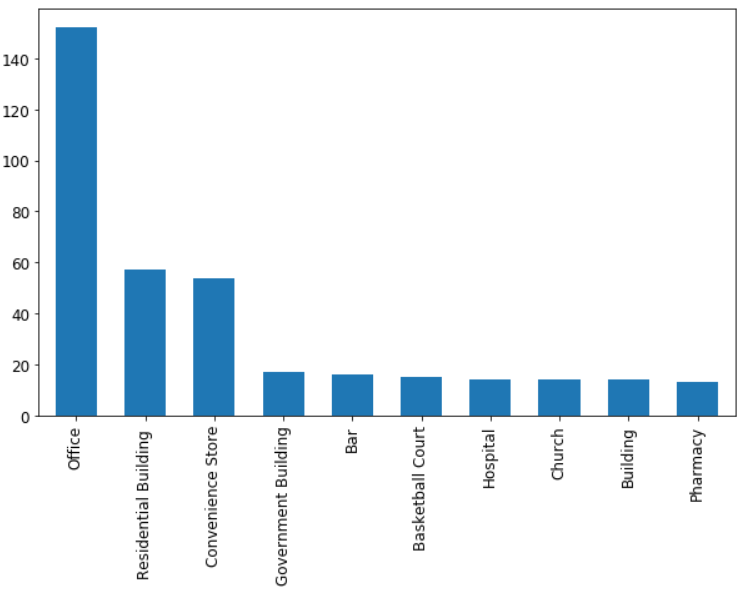 140
120
100
80
60
40
20
0
Office
Residential Building
Convenience Store
Government Building
Bar
Basketball Court
Hospital
Church
Building
Pharmacy